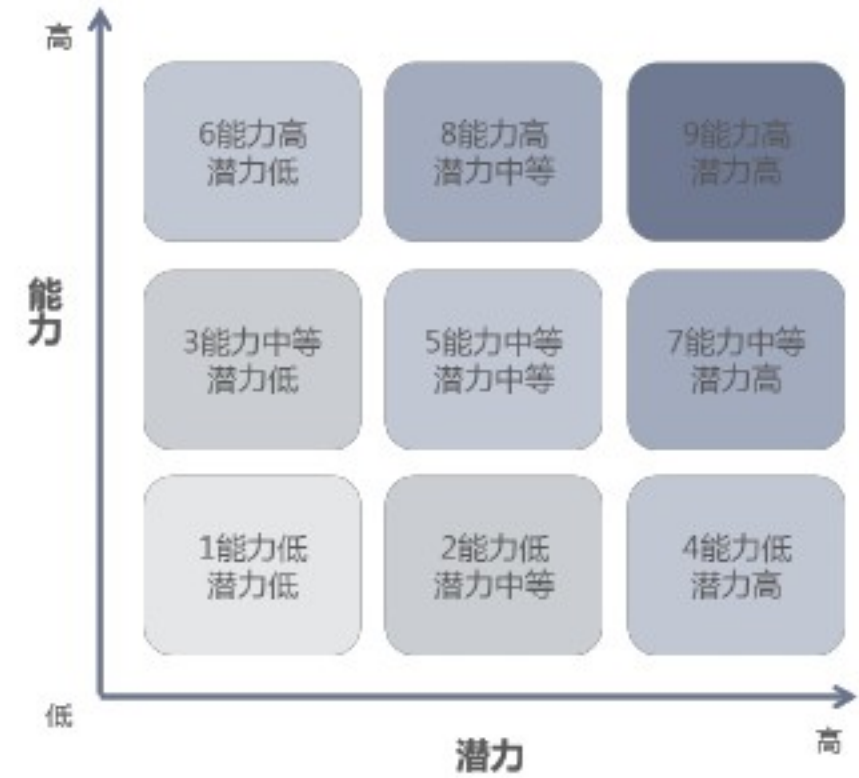 高
6能力高
潜力低
8能力高
潜力中等
9能力高
潜力高
能力
3能力中等
潜力低
5能力中等
潜力中等
7能力中等
潜力高
1能力低
潜力低
2能力低
潜力中等
4能力低
潜力高
低
潜力
高